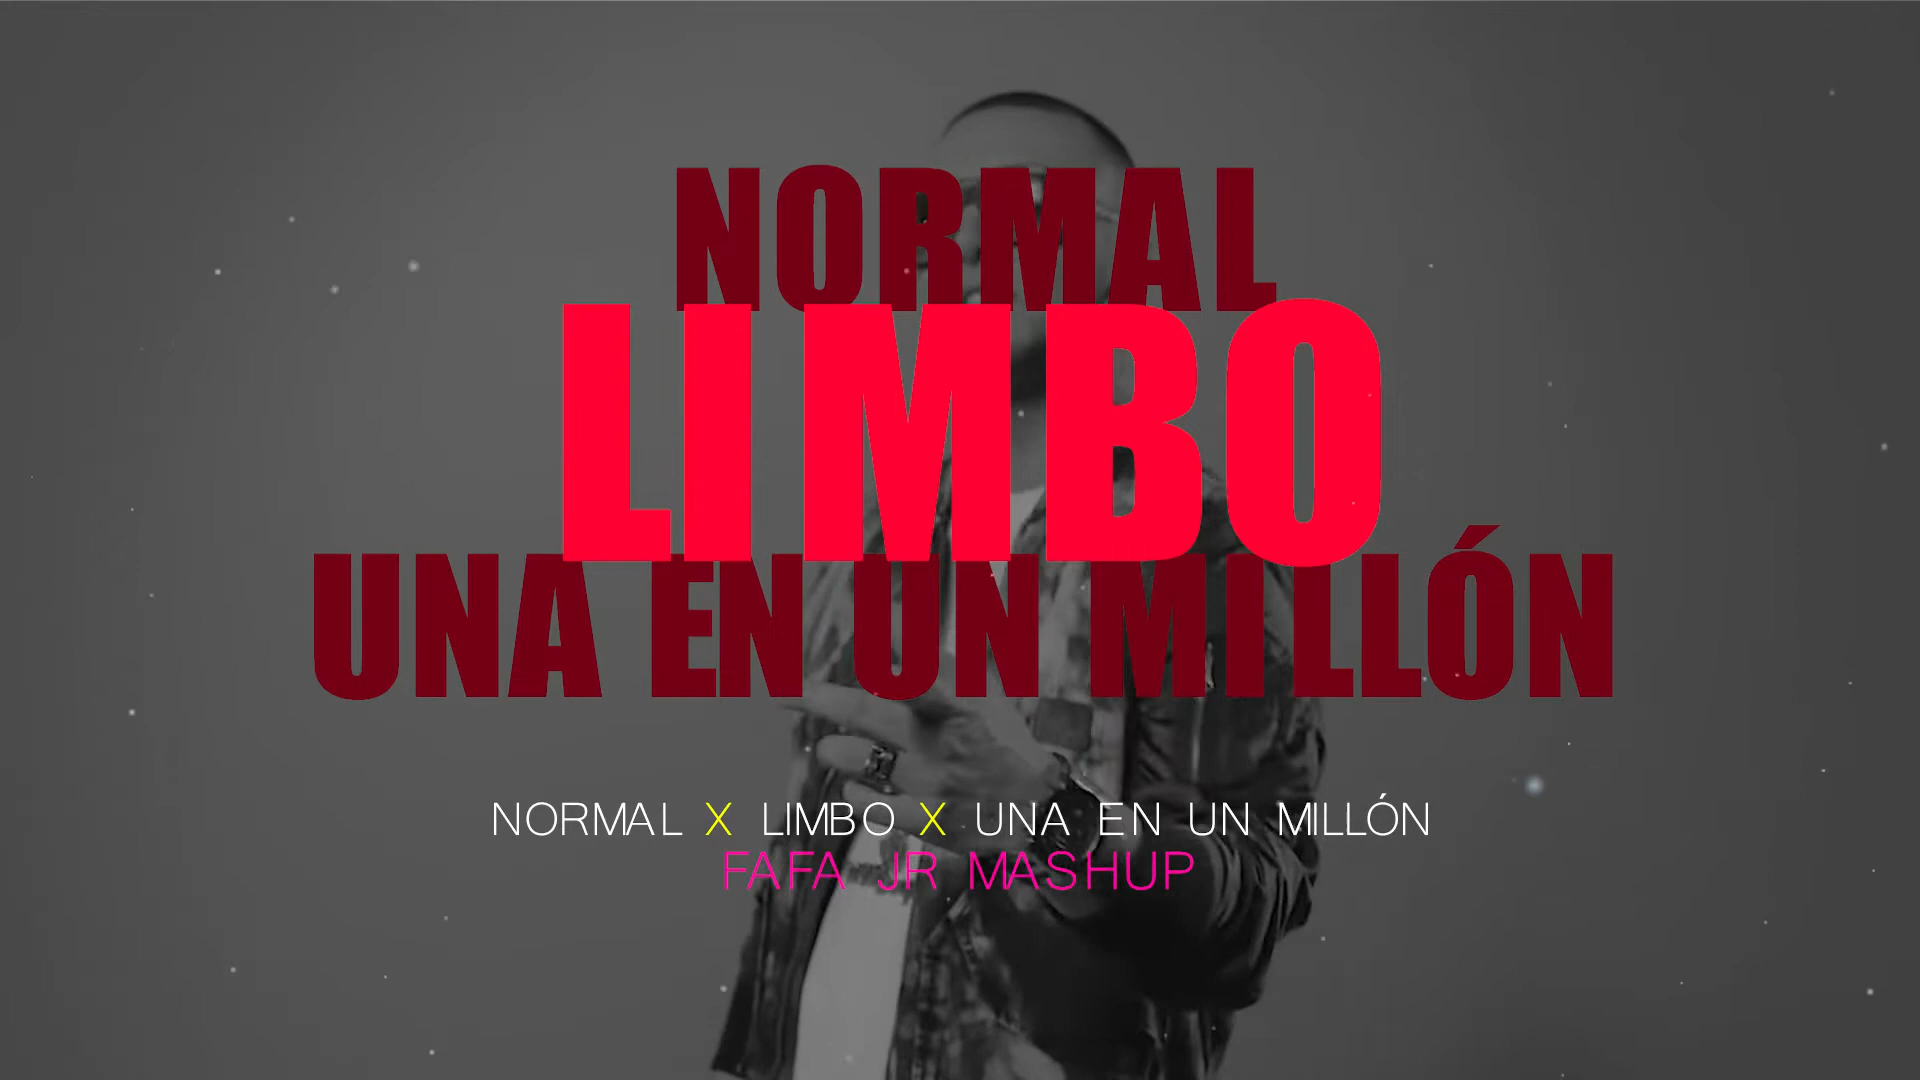 NORMAL
LIMBO
UNA EN UN MILLÓN
NORMAL X LIMBO X UNA EN UN MILLÓN
FAFA JR MASHUP